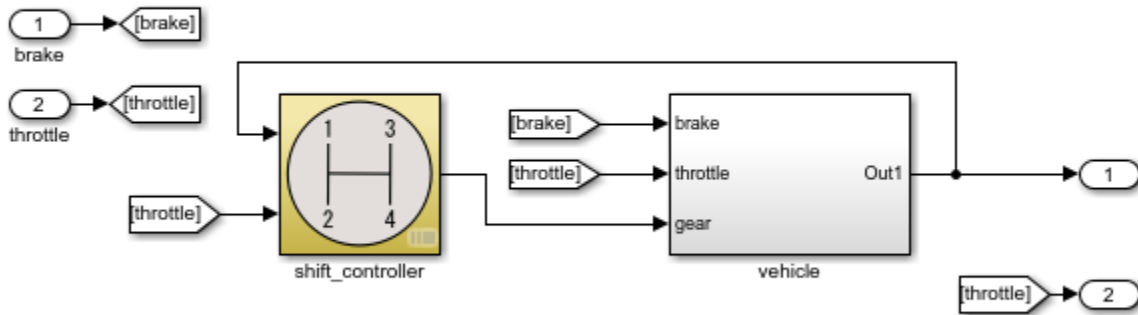 1
[brake]
brake
2
[throttle]
throttle
1 3
2 4
shift_controller
[throttle]
[brake]
[throttle]
brake
throttle
gear
Out1
vehicle
1
[throttle]
2